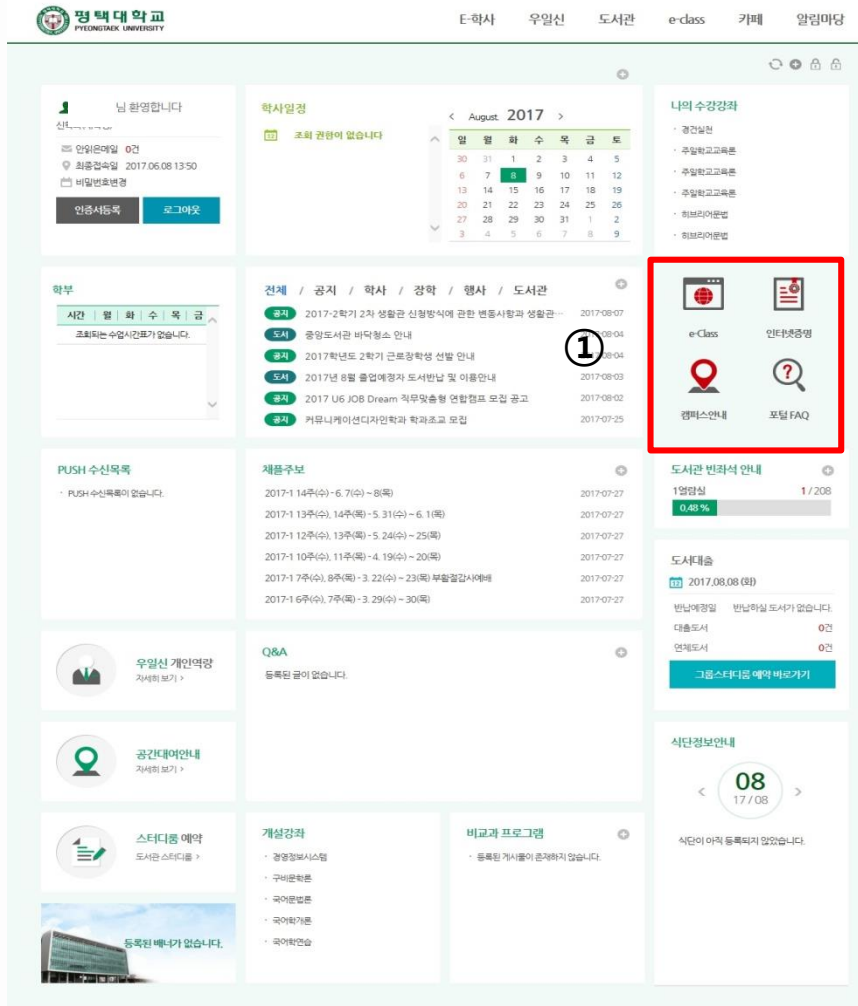 평택대학교
PYEONGTAEK UNIVERSITY
E-학사 우일신 도서관 e-class 카페 알림마당
님 환영합니다
안읽은메일 0건
최종접속일 2017.06.08 13:50
비밀번호변경
인증서등록 로그아웃
학사일정
12 조회 권한이 없습니다
< August 2017 >
일 월 화 수 목 금 토
30 31 1 2 3 4 5
6 7 8 9 10 11 12
13 14 15 16 17 18 19
20 21 22 23 24 25 26
27 28 29 30 31 1 2
3 4 5 6 7 8 9
나의 수강강좌
· 경건실천
· 주일학교교육론
· 주일학교교육론
· 주일학교교육론
· 히브리어문법
· 히브리어문법
학부
시간 월 화 수 목 금
조회되는 수업시간표가 없습니다.
전체 / 공지 / 학사 / 장학 / 행사 / 도서관
공지 2017-2학기 2차 생활관 신청방식에 관한 변동사항과 생활관… 2017-08-07
도서 중앙도서관 바닥청소 안내 2017-08-04
공지 2017학년도 2학기 근로장학생 선발 안내 2017-08-04
도서 2017년 8월 졸업예정자 도서반납 및 이용안내 2017-08-03
공지 2017 U6 JOB Dream 직무맞춤형 연합캠프 모집 공고 2017-08-02
공지 커뮤니케이션디자인학과 학과조교 모집 2017-07-25
①
e-Class 인터넷증명
캠퍼스안내 포털 FAQ
PUSH 수신목록
· PUSH 수신목록이 없습니다.
채플주보
2017-1 14주(수) - 6. 7(수) ~ 8(목) 2017-07-27
2017-1 13주(수), 14주(목) - 5. 31(수) ~ 6. 1(목) 2017-07-27
2017-1 12주(수), 13주(목) - 5. 24(수) ~ 25(목) 2017-07-27
2017-1 10주(수), 11주(목) - 4. 19(수) ~ 20(목) 2017-07-27
2017-1 7주(수), 8주(목) - 3. 22(수) ~ 23(목) 부활절감사예배 2017-07-27
2017-1 6주(수), 7주(목) - 3. 29(수) ~ 30(목) 2017-07-27
도서관 빈좌석 안내
1열람실 1 / 208
0.48 %
도서대출
12 2017.08.08 (화)
반납예정일 반납하실 도서가 없습니다.
대출도서 0건
연체도서 0건
그룹스터디룸 예약 바로가기
우일신 개인역량
자세히 보기 >
공간대여안내
자세히 보기 >
스터디룸 예약
도서관 스터디룸 >
등록된 배너가 없습니다.
Q&A
등록된 글이 없습니다.
개설강좌
· 경영정보시스템
· 구비문학론
· 국어문법론
· 국어학개론
· 국어학연습
비교과 프로그램
· 등록된 게시물이 존재하지 않습니다.
식단정보안내
< 08 >
17 / 08
식단이 아직 등록되지 않았습니다.